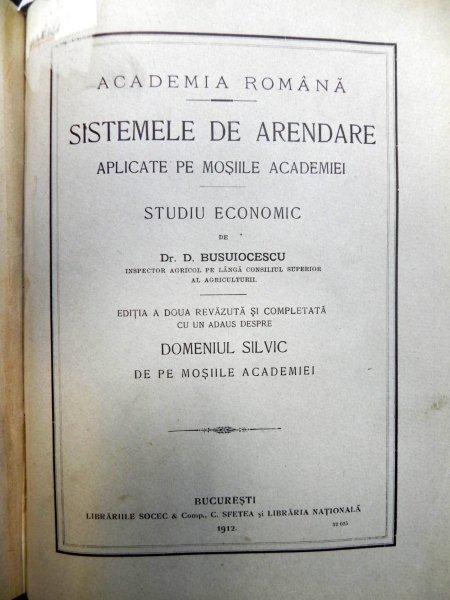 ACADEMIA ROMÂNĂ
SISTEMELE DE ARENDARE
APLICATE PE MOȘIILE ACADEMIEI
STUDIU ECONOMIC
DE
Dr. D. BUSUIOCESCU
INSPECTOR AGRICOL PE LÂNGĂ CONSILIUL SUPERIOR
AL AGRICULTURII.
EDIȚIA A DOUA REVĂZUTĂ ȘI COMPLETATĂ
CU UN ADAUS DESPRE
DOMENIUL SILVIC
DE PE MOȘIILE ACADEMIEI
BUCUREȘTI
LIBRĂRIILE SOCEC & Comp., C. SFETEA și LIBRĂRIA NAȚIONALĂ
1912.